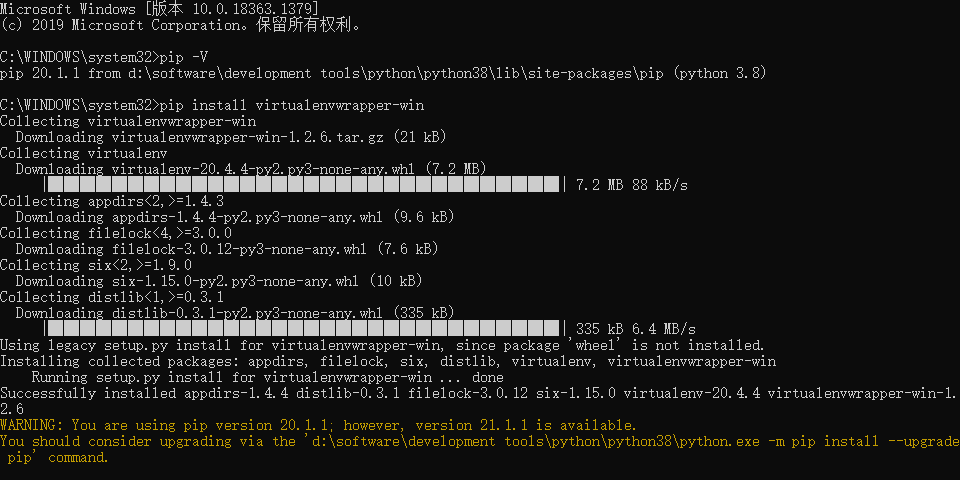 Microsoft Windows [版本 10.0.18363.1379]
(c) 2019 Microsoft Corporation。保留所有权利。
C:\WINDOWS\system32>pip -V
pip 20.1.1 from d:\software\development tools\python\python38\lib\site-packages\pip (python 3.8)
C:\WINDOWS\system32>pip install virtualenvwrapper-win
Collecting virtualenvwrapper-win
  Downloading virtualenvwrapper-win-1.2.6.tar.gz (21 kB)
Collecting virtualenv
  Downloading virtualenv-20.4.4-py2.py3-none-any.whl (7.2 MB)
     |████████████████████████████████| 7.2 MB 88 kB/s
Collecting appdirs<2,>=1.4.3
  Downloading appdirs-1.4.4-py2.py3-none-any.whl (9.6 kB)
Collecting filelock<4,>=3.0.0
  Downloading filelock-3.0.12-py3-none-any.whl (7.6 kB)
Collecting six<2,>=1.9.0
  Downloading six-1.15.0-py2.py3-none-any.whl (10 kB)
Collecting distlib<1,>=0.3.1
  Downloading distlib-0.3.1-py2.py3-none-any.whl (335 kB)
     |████████████████████████████████| 335 kB 6.4 MB/s
Using legacy setup.py install for virtualenvwrapper-win, since package 'wheel' is not installed.
Installing collected packages: appdirs, filelock, six, distlib, virtualenv, virtualenvwrapper-win
    Running setup.py install for virtualenvwrapper-win ... done
Successfully installed appdirs-1.4.4 distlib-0.3.1 filelock-3.0.12 six-1.15.0 virtualenv-20.4.4 virtualenvwrapper-win-1.
2.6
WARNING: You are using pip version 20.1.1; however, version 21.1.1 is available.
You should consider upgrading via the 'd:\software\development tools\python\python38\python.exe -m pip install --upgrade
 pip' command.